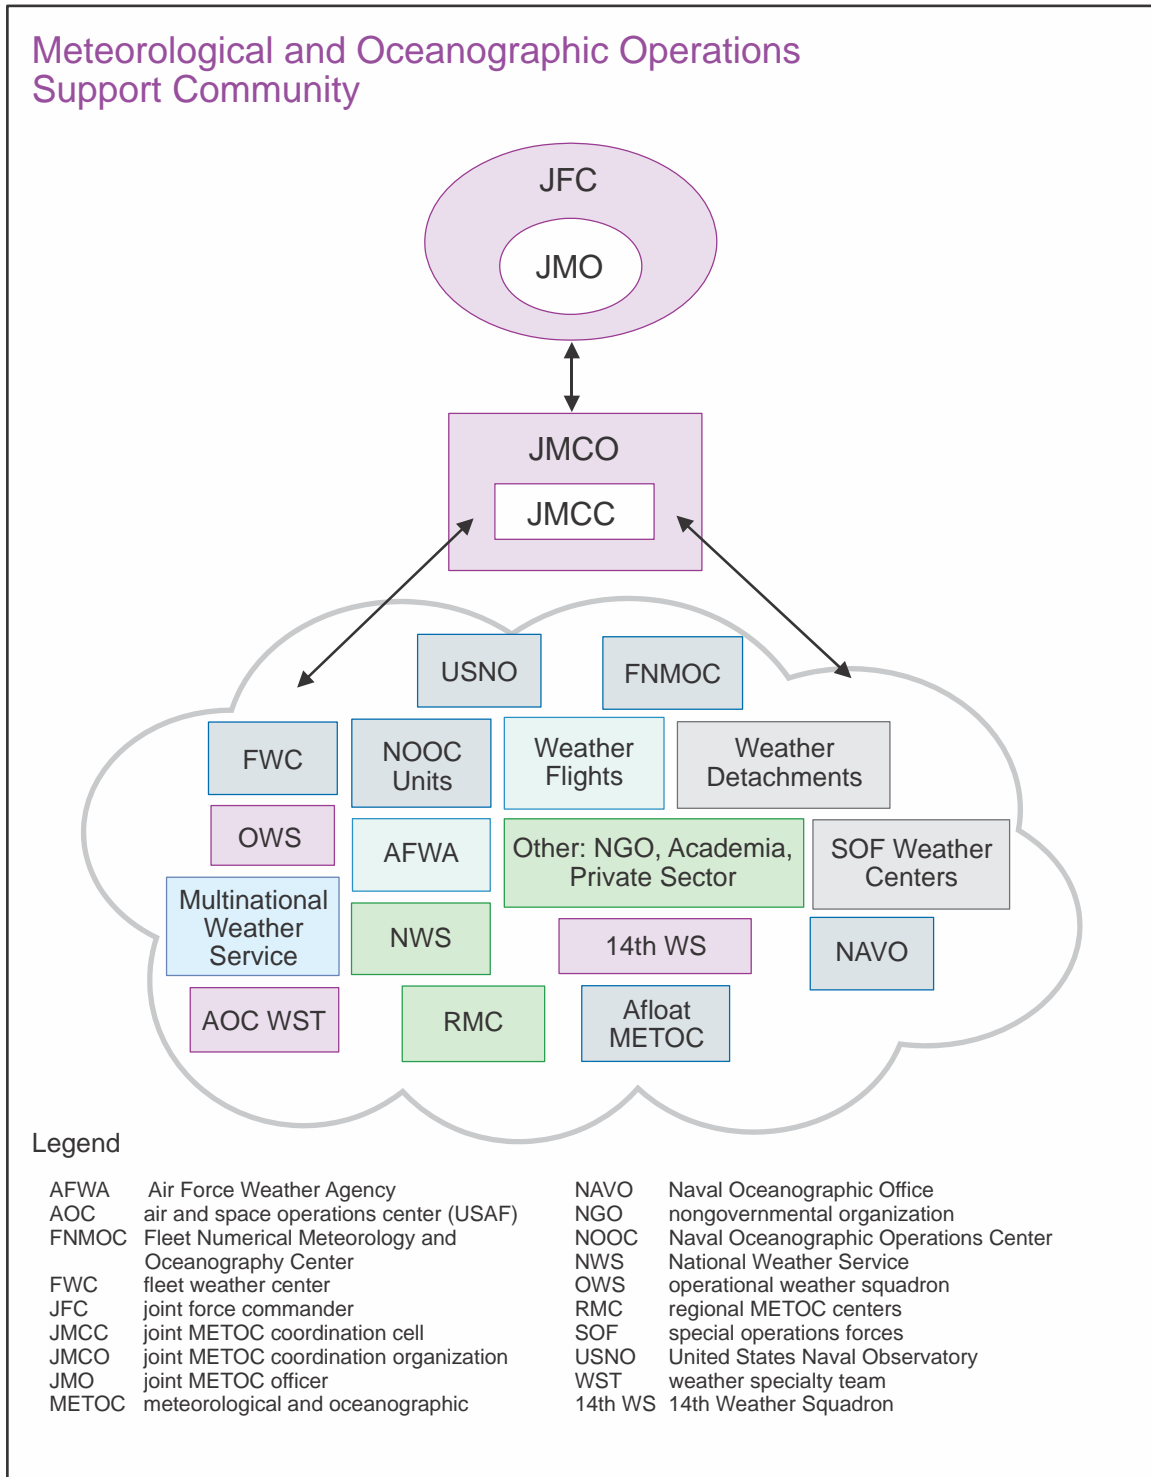 Meteorological and Oceanographic Operations
Support Community
JFC
JMO
JMCO
JMCC
USNO
FNMOC
FWC
NOOC
Units
Weather
Flights
Weather
Detachments
OWS
AFWA
Other: NGO, Academia,
Private Sector
SOF Weather
Centers
Multinational
Weather
Service
NWS
14th WS
NAVO
AOC WST
RMC
Afloat
METOC
Legend
AFWA Air Force Weather Agency
AOC air and space operations center (USAF)
FNMOC Fleet Numerical Meteorology and
Oceanography Center
FWC fleet weather center
JFC joint force commander
JMCC joint METOC coordination cell
JMCO joint METOC coordination organization
JMO joint METOC officer
METOC meteorological and oceanographic
NAVO Naval Oceanographic Office
NGO nongovernmental organization
NOOC Naval Oceanographic Operations Center
NWS National Weather Service
OWS operational weather squadron
RMC regional METOC centers
SOF special operations forces
USNO United States Naval Observatory
WST weather specialty team
14th WS 14th Weather Squadron